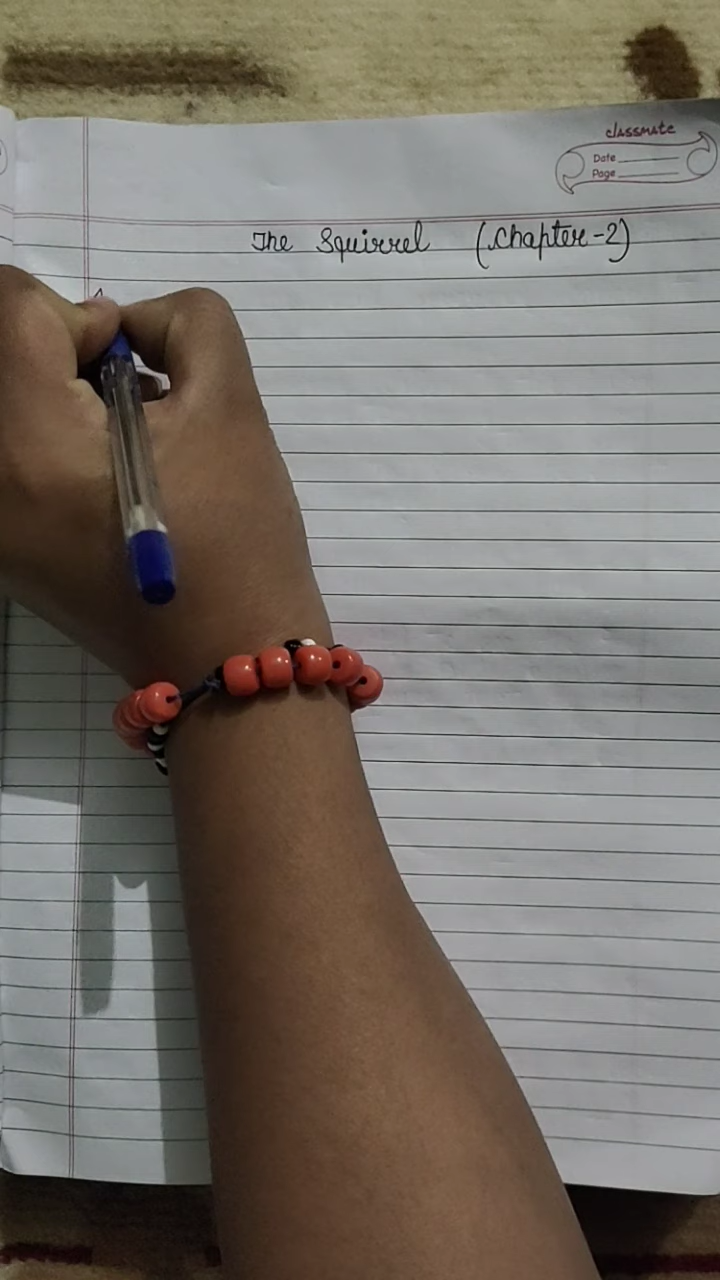 classmate
Date
Page
The Squirrel (Chapter-2)